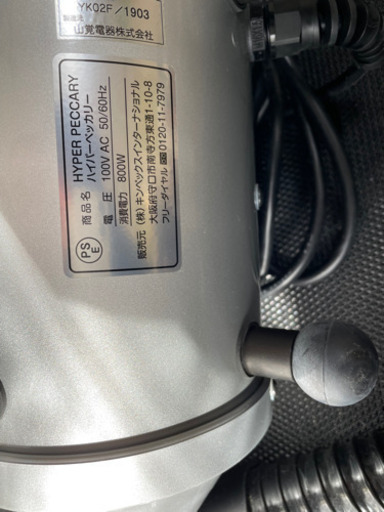 YK02F/1903
山覚電器株式会社
HYPER PECCARY
商品名 ハイパーペッカリー
電圧 100V AC 50/60Hz
消費電力 800W
販売元 (株)キンペックスインターナショナル
大阪府守口市南寺方東通1-10-8
フリーダイヤル 0120-11-7979
PS
E